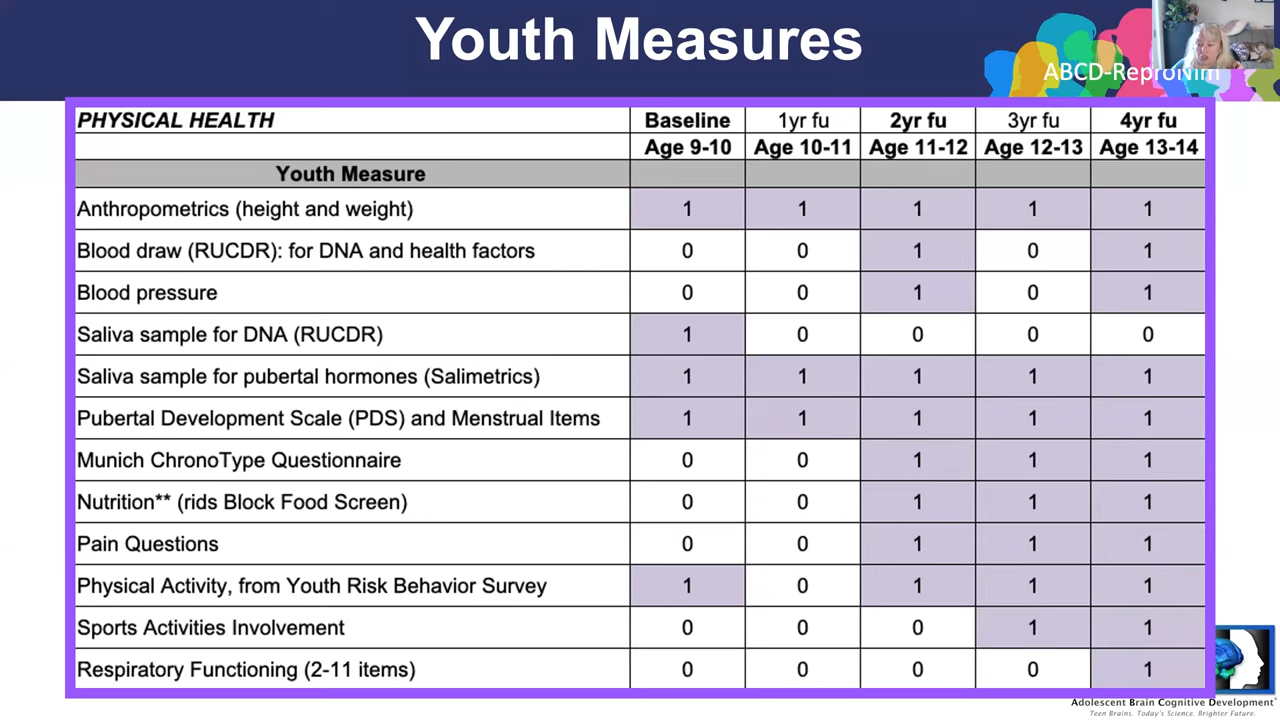 Youth Measures
ABCD-ReproNim
PHYSICAL HEALTH Baseline 1yr fu 2yr fu 3yr fu 4yr fu
Age 9-10 Age 10-11 Age 11-12 Age 12-13 Age 13-14
Youth Measure
Anthropometrics (height and weight) 1 1 1 1 1
Blood draw (RUCDR): for DNA and health factors 0 0 1 0 1
Blood pressure 0 0 1 0 1
Saliva sample for DNA (RUCDR) 1 0 0 0 0
Saliva sample for pubertal hormones (Salimetrics) 1 1 1 1 1
Pubertal Development Scale (PDS) and Menstrual Items 1 1 1 1 1
Munich ChronoType Questionnaire 0 0 1 1 1
Nutrition** (rids Block Food Screen) 0 0 1 1 1
Pain Questions 0 0 1 1 1
Physical Activity, from Youth Risk Behavior Survey 1 0 1 1 1
Sports Activities Involvement 0 0 0 1 1
Respiratory Functioning (2-11 items) 0 0 0 0 1
Adolescent Brain Cognitive Development
Teen Brains. Today's Science. Brighter Future.